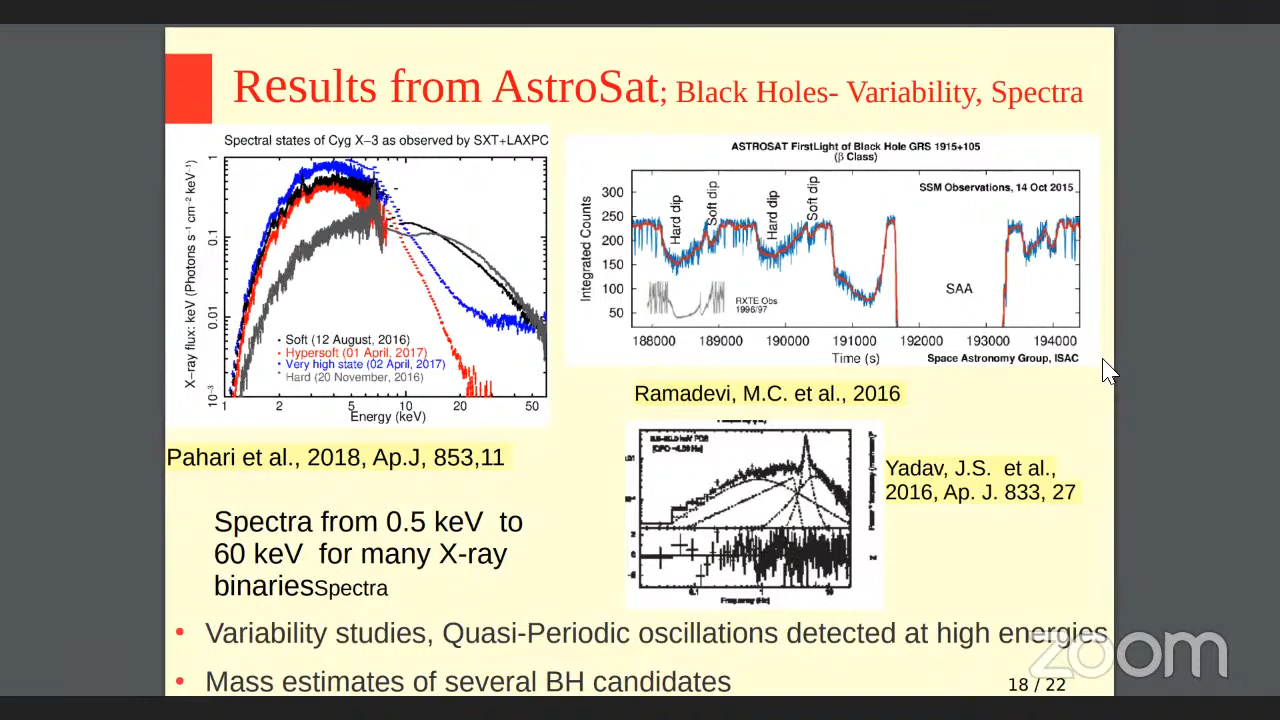 Results from AstroSat; Black Holes- Variability, Spectra
Spectral states of Cyg X-3 as observed by SXT+LAXPC
X-ray flux: keV (Photons s⁻¹ cm⁻² keV⁻¹)
1
0.1
0.01
10⁻³
Soft (12 August, 2016)
Hypersoft (01 April, 2017)
Very high state (02 April, 2017)
Hard (20 November, 2016)
1 2 5 10 20 50
Energy (keV)
ASTROSAT FirstLight of Black Hole GRS 1915+105
(β Class)
SSM Observations, 14 Oct 2015
Integrated Counts
300
250
200
150
100
50
Hard dip
Soft dip
Hard dip
Soft dip
SAA
RXTE Obs
1996/97
188000 189000 190000 191000 192000 193000 194000
Time (s)
Space Astronomy Group, ISAC
Ramadevi, M.C. et al., 2016
Pahari et al., 2018, Ap.J, 853,11
Yadav, J.S. et al.,
2016, Ap. J. 833, 27
Frequency (Hz)
Spectra from 0.5 keV to
60 keV for many X-ray
binariesSpectra
• Variability studies, Quasi-Periodic oscillations detected at high energies
• Mass estimates of several BH candidates
18 / 22
zoom